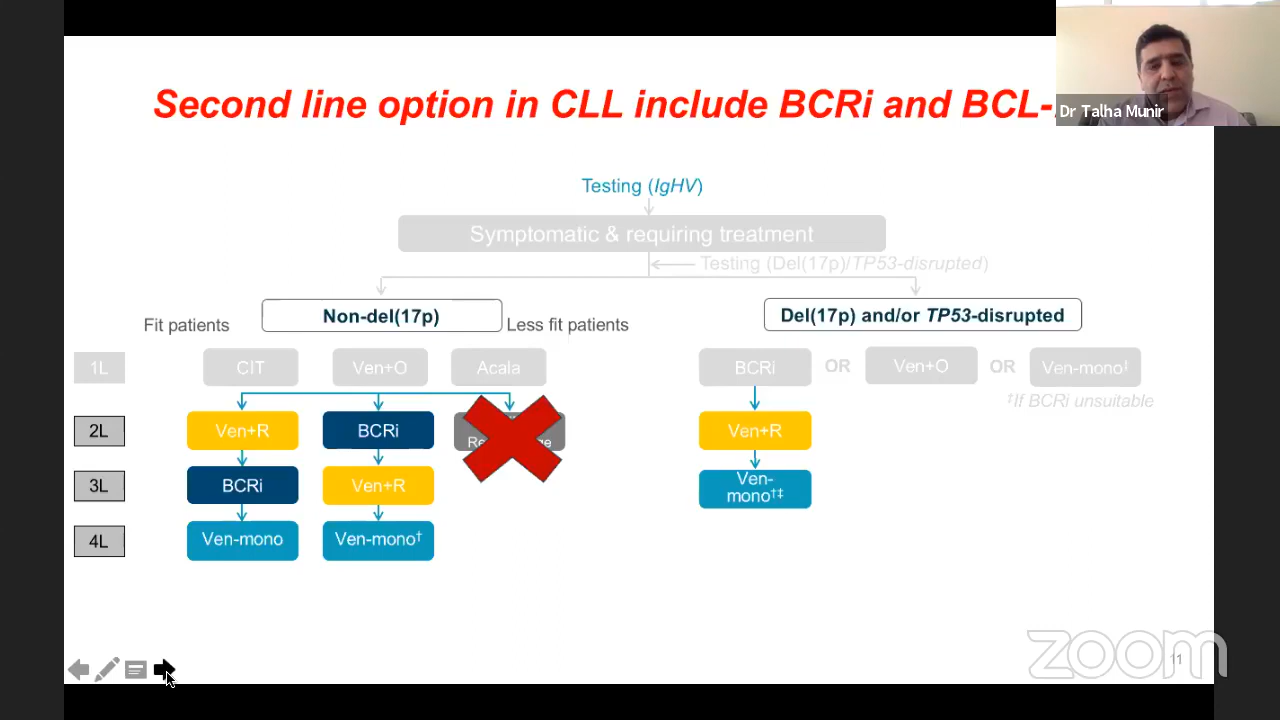 Second line option in CLL include BCRi and BCL-
Dr Talha Munir
Testing (IgHV)
Symptomatic & requiring treatment
Testing (Del(17p)/TP53-disrupted)
Fit patients
Non-del(17p)
Less fit patients
Del(17p) and/or TP53-disrupted
1L
CIT
Ven+O
Acala
BCRi
OR
Ven+O
OR
Ven-mono‡
‡If BCRi unsuitable
2L
Ven+R
BCRi
Ven+R
3L
BCRi
Ven+R
Ven-
mono†‡
4L
Ven-mono
Ven-mono†
zoom
11